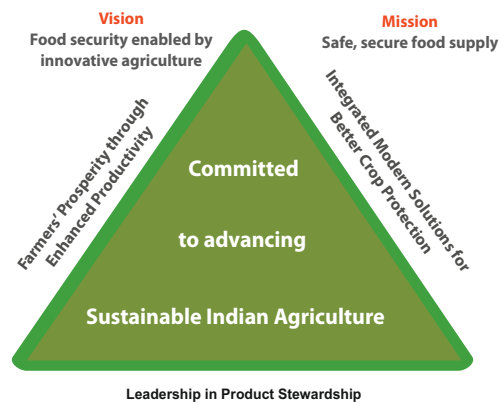 Vision
Food security enabled by
innovative agriculture
Mission
Safe, secure food supply
Farmers' Prosperity through
Enhanced Productivity
Integrated Modern Solutions for
Better Crop Protection
Committed
to advancing
Sustainable Indian Agriculture
Leadership in Product Stewardship